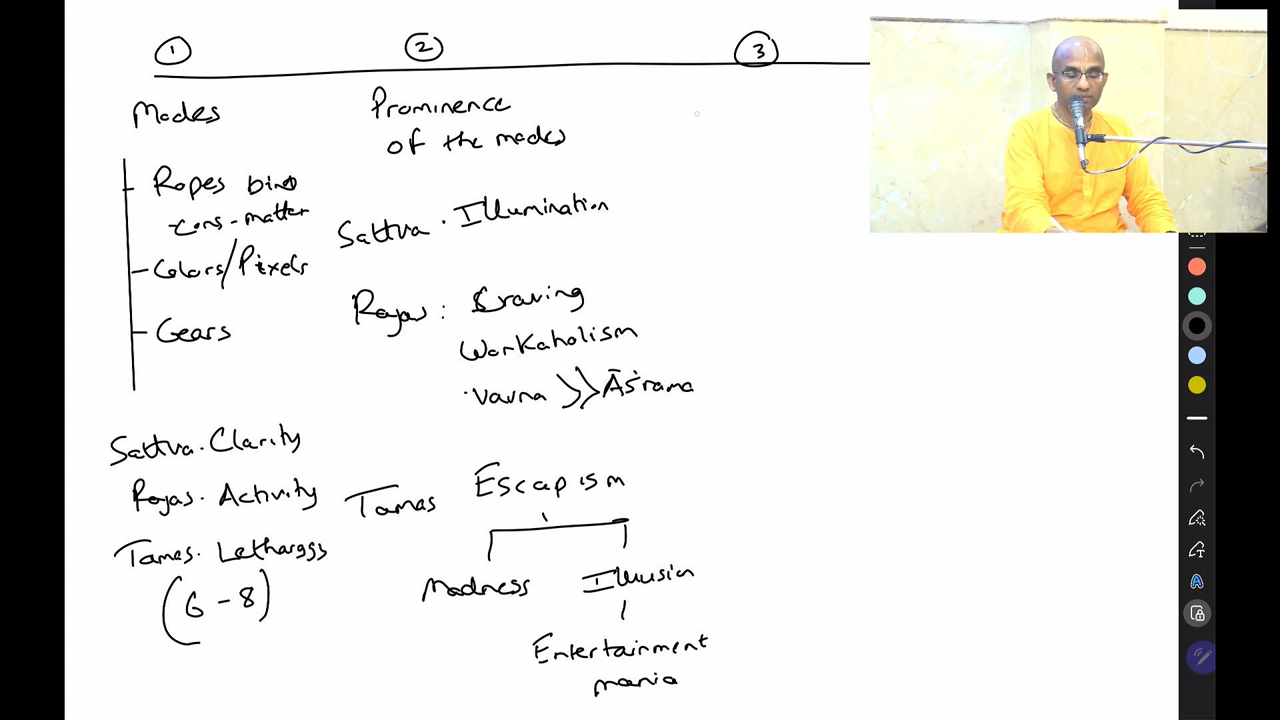 1
2
3
Modes
Ropes bind
cons-matter
Colors/Pixels
Gears
Sattva. Clarity
Rajas. Activity
Tames. Lethargy
(6-8)
Prominence
of the modes
Sattva. Illumination
Rajas: Craving
Workaholism
.Varna >> Āśrama
Tamas Escapism
Madness Illusion
Entertainment
mania
A